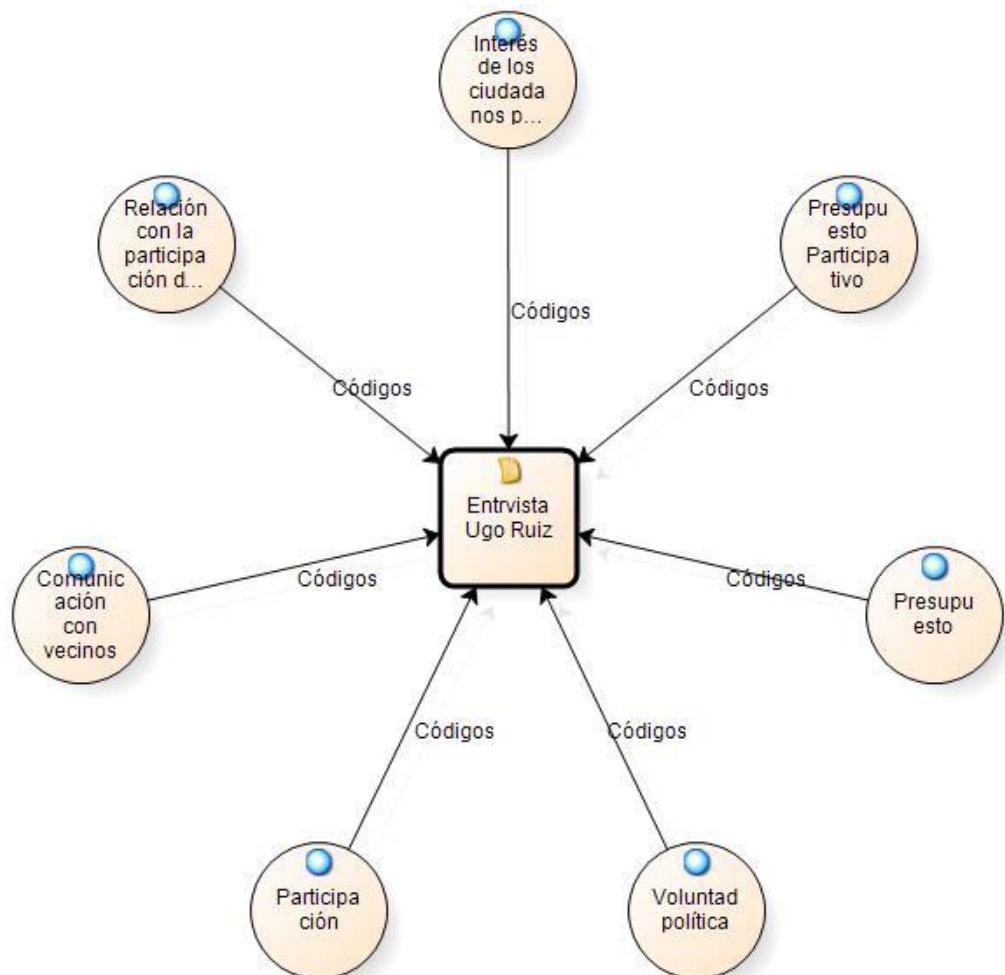 Interés
de los
ciudada
nos p...
Relación
con la
participa
ción d...
Presupu
esto
Participa
tivo
Códigos
Códigos
Códigos
Entrvista
Ugo Ruiz
Comunic
ación
con
vecinos
Códigos
Códigos
Presupu
esto
Códigos
Códigos
Participa
ción
Voluntad
política